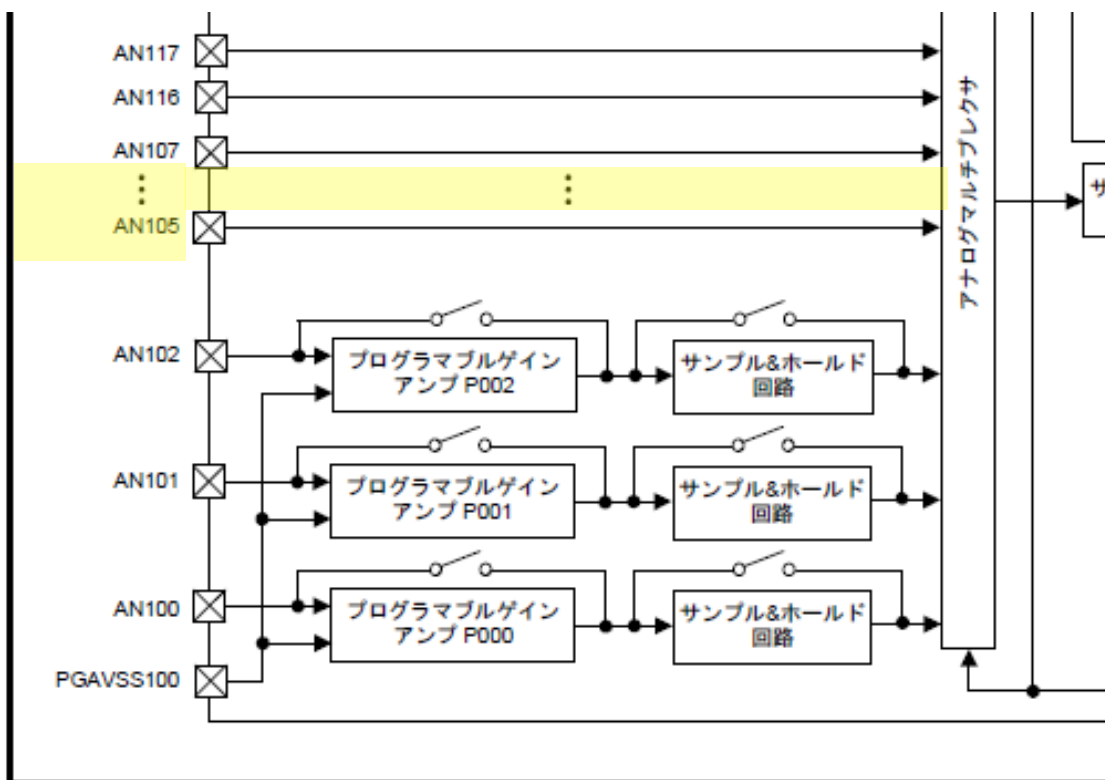 AN117
AN116
AN107
AN105
アナログマルチプレクサ
サ
AN102
プログラマブルゲイン
アンプ P002
サンプル&ホールド
回路
AN101
プログラマブルゲイン
アンプ P001
サンプル&ホールド
回路
AN100
プログラマブルゲイン
アンプ P000
サンプル&ホールド
回路
PGAVSS100